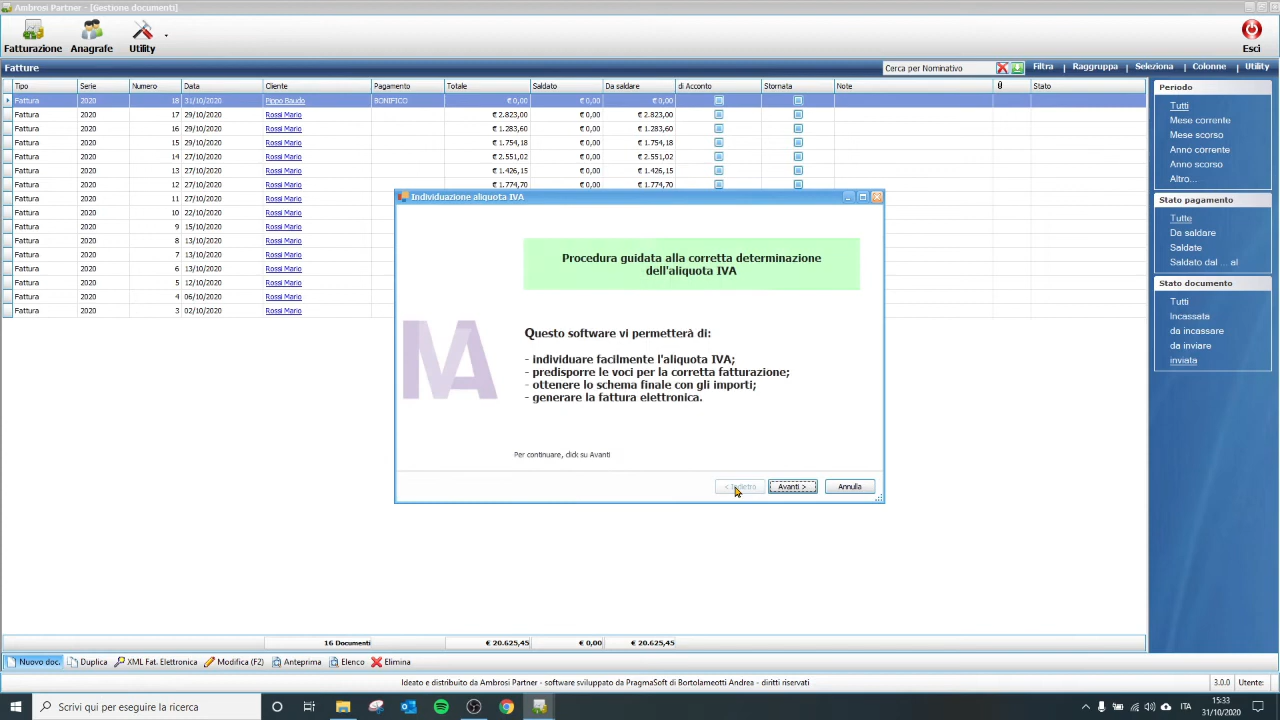 Ambrosi Partner - [Gestione documenti]
Fatturazione Anagrafe Utility Esci
Fatture Cerca per Nominativo Filtra | Raggruppa | Seleziona | Colonne | Utility
Tipo Serie Numero Data Cliente Pagamento Totale Saldato Da saldare di Acconto Stornata Note Stato
Fattura 2020 18 31/10/2020 Pippo Baudo BONIFICO € 0,00 € 0,00 € 0,00
Fattura 2020 17 29/10/2020 Rossi Mario € 2.823,00 € 0,00 € 2.823,00
Fattura 2020 16 29/10/2020 Rossi Mario € 1.283,60 € 0,00 € 1.283,60
Fattura 2020 15 29/10/2020 Rossi Mario € 1.754,18 € 0,00 € 1.754,18
Fattura 2020 14 27/10/2020 Rossi Mario € 2.551,02 € 0,00 € 2.551,02
Fattura 2020 13 27/10/2020 Rossi Mario € 1.426,15 € 0,00 € 1.426,15
Fattura 2020 12 27/10/2020 Rossi Mario € 1.774,70 € 0,00 € 1.774,70
Fattura 2020 11 27/10/2020 Rossi Mario
Fattura 2020 10 22/10/2020 Rossi Mario
Fattura 2020 9 15/10/2020 Rossi Mario
Fattura 2020 8 13/10/2020 Rossi Mario
Fattura 2020 7 13/10/2020 Rossi Mario
Fattura 2020 6 13/10/2020 Rossi Mario
Fattura 2020 5 12/10/2020 Rossi Mario
Fattura 2020 4 06/10/2020 Rossi Mario
Fattura 2020 3 02/10/2020 Rossi Mario
Individuazione aliquota IVA
Procedura guidata alla corretta determinazione
dell'aliquota IVA
IVA
Questo software vi permetterà di:
- individuare facilmente l'aliquota IVA;
- predisporre le voci per la corretta fatturazione;
- ottenere lo schema finale con gli importi;
- generare la fattura elettronica.
Per continuare, click su Avanti
< Indietro Avanti > Annulla
Periodo
Tutti
Mese corrente
Mese scorso
Anno corrente
Anno scorso
Altro...
Stato pagamento
Tutte
Da saldare
Saldate
Saldato dal ... al
Stato documento
Tutti
Incassata
da incassare
da inviare
inviata
16 Documenti € 20.625,45 € 0,00 € 20.625,45
Nuovo doc. Duplica XML Fat. Elettronica Modifica (F2) Anteprima Elenco Elimina
Ideato e distribuito da Ambrosi Partner - software sviluppato da PragmaSoft di Bortolameotti Andrea - diritti riservati 3.0.0 Utente:
Scrivi qui per eseguire la ricerca ITA 15:33
31/10/2020